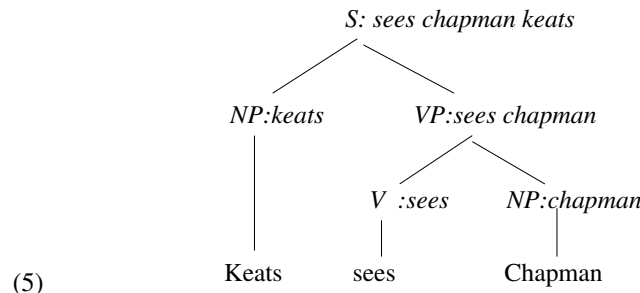 S: sees chapman keats
NP:keats VP:sees chapman
V :sees NP:chapman
(5) Keats sees Chapman